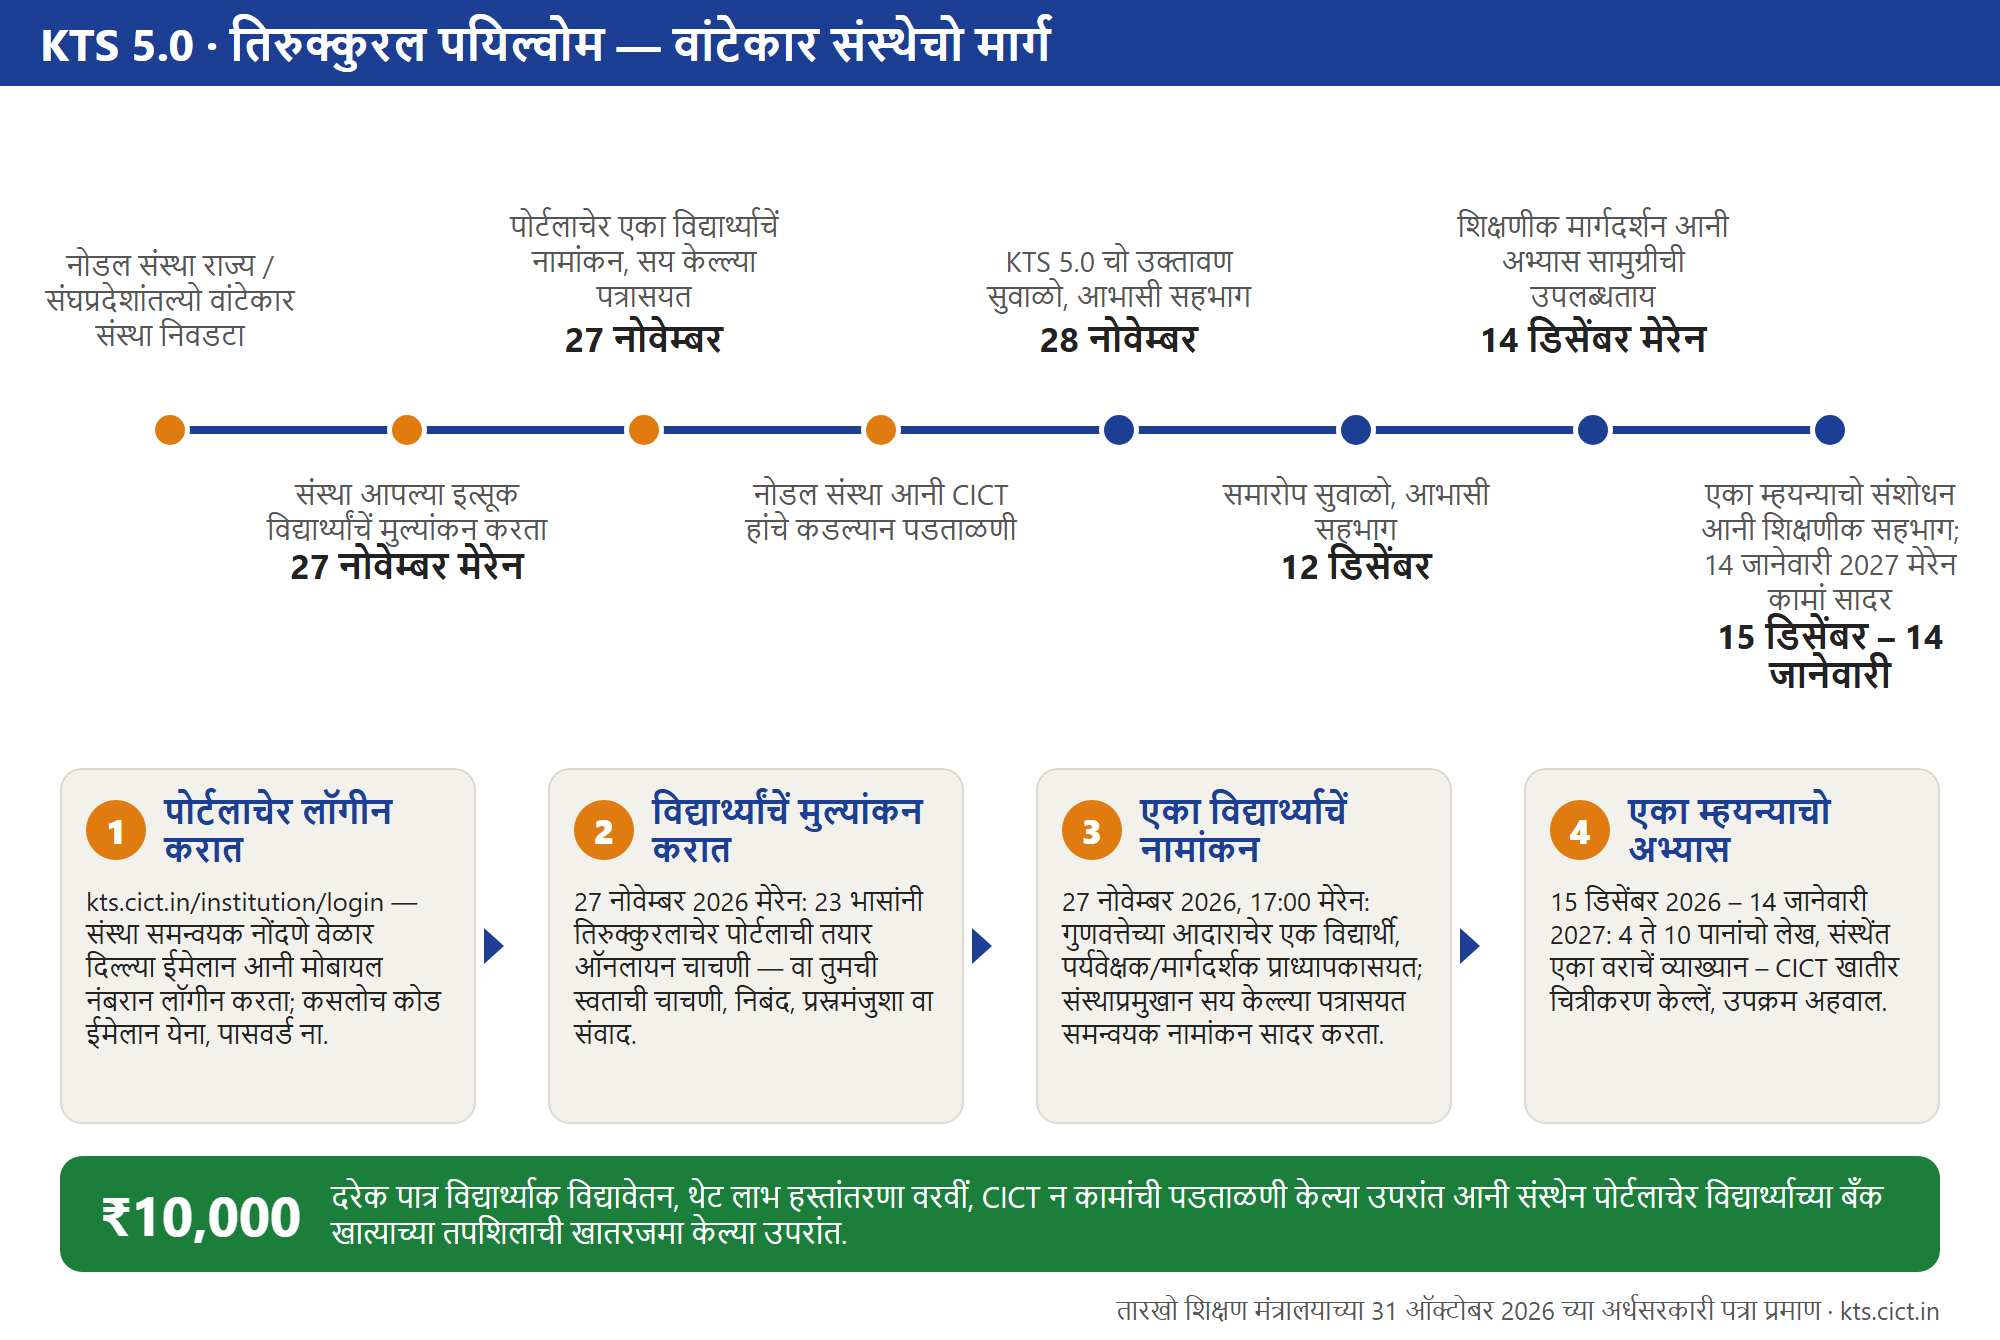 KTS 5.0 · तिरुक्कुरल पयिल्वोम — वांटेकार संस्थेचो मार्ग
नोडल संस्था राज्य /
संघप्रदेशांतल्यो वांटेकार
संस्था निवडटा
पोर्टलाचेर एका विद्यार्थ्याचें
नामांकन, सय केल्ल्या
पत्रासयत
27 नोवेम्बर
KTS 5.0 चो उक्तावण
सुवाळो, आभासी सहभाग
28 नोवेम्बर
शिक्षणीक मार्गदर्शन आनी
अभ्यास सामुग्रीची
उपलब्धताय
14 डिसेंबर मेरेन
संस्था आपल्या इत्सूक
विद्यार्थ्यांचें मुल्यांकन करता
27 नोवेम्बर मेरेन
नोडल संस्था आनी CICT
हांचे कडल्यान पडताळणी
समारोप सुवाळो, आभासी
सहभाग
12 डिसेंबर
एका म्हयन्याचो संशोधन
आनी शिक्षणीक सहभाग;
14 जानेवारी 2027 मेरेन
कामां सादर
15 डिसेंबर – 14
जानेवारी
1
पोर्टलाचेर लॉगीन
करात
kts.cict.in/institution/login —
संस्था समन्वयक नोंदणे वेळार
दिल्ल्या ईमेलान आनी मोबायल
नंबरान लॉगीन करता; कसलोच कोड
ईमेलान येना, पासवर्ड ना.
2
विद्यार्थ्यांचें मुल्यांकन
करात
27 नोवेम्बर 2026 मेरेन: 23 भासांनी
तिरुक्कुरलाचेर पोर्टलाची तयार
ऑनलायन चाचणी — वा तुमची
स्वताची चाचणी, निबंद, प्रस्नमंजुशा वा
संवाद.
3
एका विद्यार्थ्याचें
नामांकन
27 नोवेम्बर 2026, 17:00 मेरेन:
गुणवत्तेच्या आदाराचेर एक विद्यार्थी,
पर्यवेक्षक/मार्गदर्शक प्राध्यापकासयत;
संस्थाप्रमुखान सय केल्ल्या पत्रासयत
समन्वयक नामांकन सादर करता.
4
एका म्हयन्याचो
अभ्यास
15 डिसेंबर 2026 – 14 जानेवारी
2027: 4 ते 10 पानांचो लेख, संस्थेंत
एका वराचें व्याख्यान – CICT खातीर
चित्रीकरण केल्लें, उपक्रम अहवाल.
₹10,000
दरेक पात्र विद्यार्थ्याक विद्यावेतन, थेट लाभ हस्तांतरणा वरवीं, CICT न कामांची पडताळणी केल्या उपरांत आनी संस्थेन पोर्टलाचेर विद्यार्थ्याच्या बँक
खात्याच्या तपशिलाची खातरजमा केल्या उपरांत.
तारखो शिक्षण मंत्रालयाच्या 31 ऑक्टोबर 2026 च्या अर्धसरकारी पत्रा प्रमाण · kts.cict.in